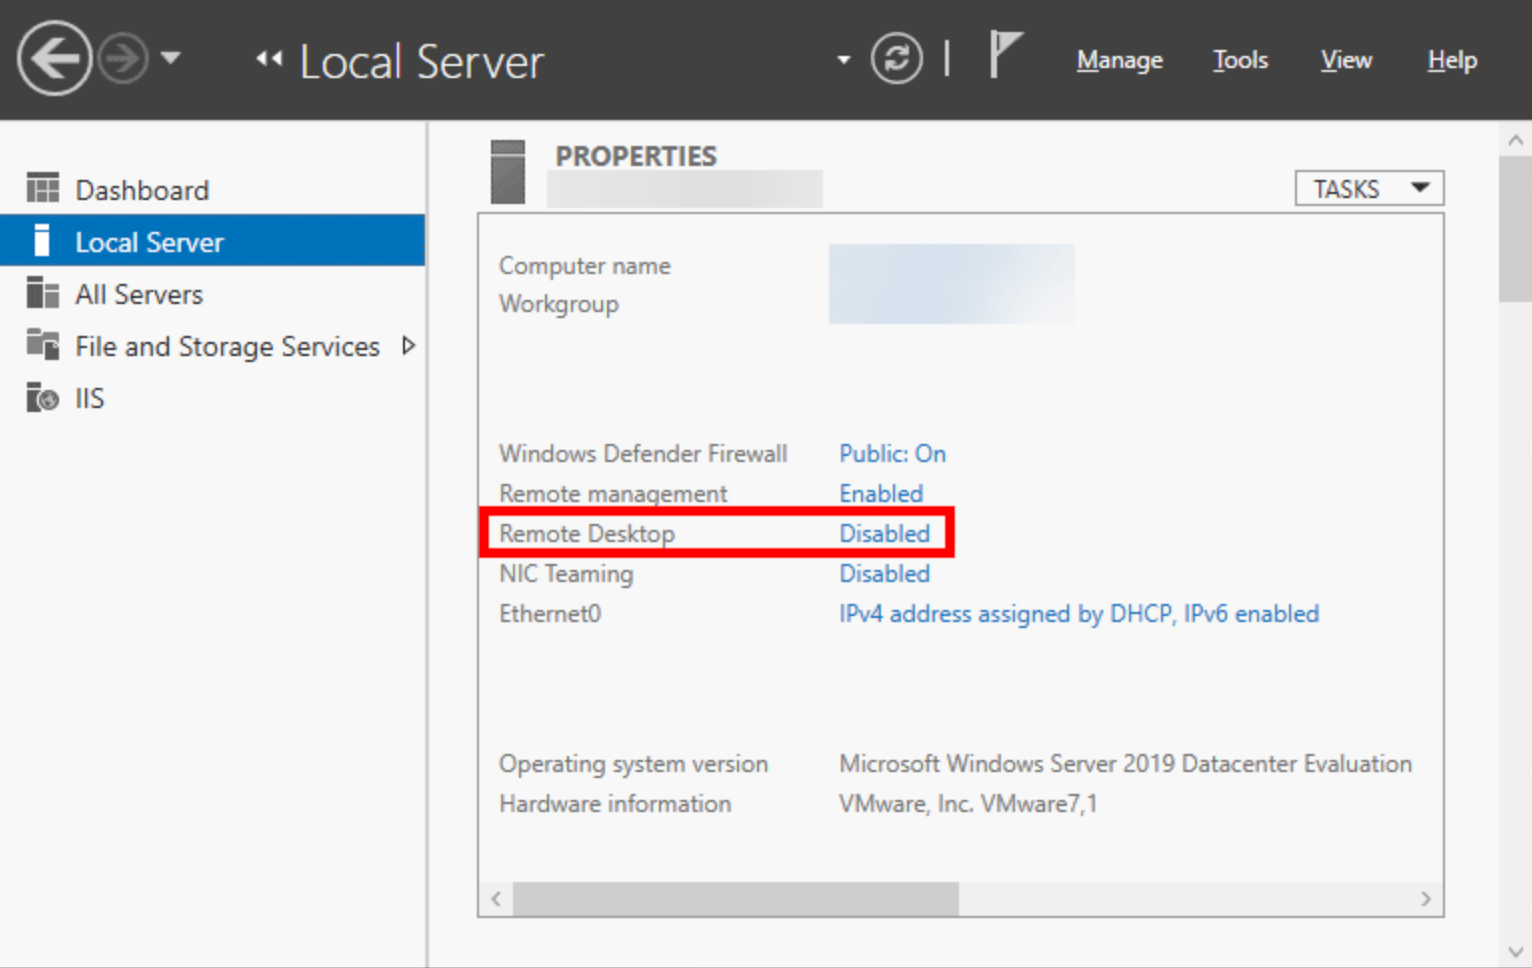 Local Server
Manage Tools View Help
Dashboard
Local Server
All Servers
File and Storage Services
IIS
PROPERTIES
TASKS
Computer name
Workgroup
Windows Defender Firewall Public: On
Remote management Enabled
Remote Desktop Disabled
NIC Teaming Disabled
Ethernet0 IPv4 address assigned by DHCP, IPv6 enabled
Operating system version Microsoft Windows Server 2019 Datacenter Evaluation
Hardware information VMware, Inc. VMware7,1